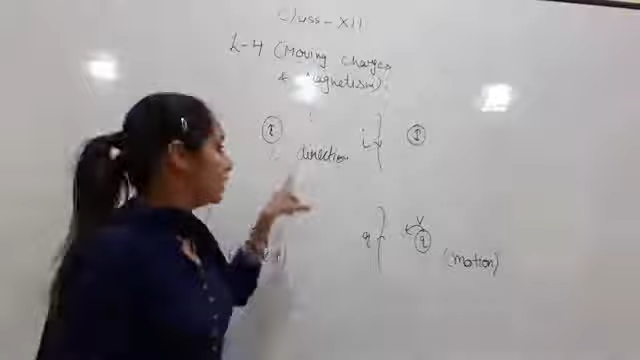 Class - XII
L-4 (Moving Charges
& Magnetism)
I
i
I
direction
q
q
v
(motion)